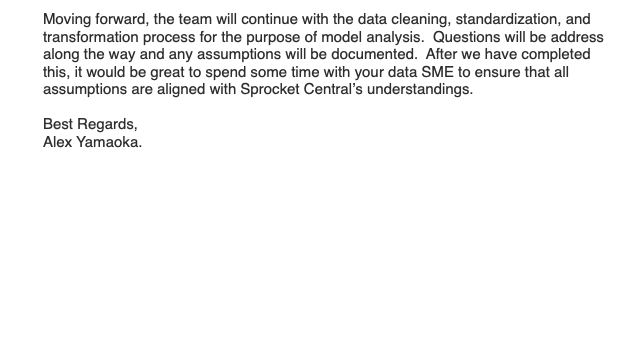 Moving forward, the team will continue with the data cleaning, standardization, and
transformation process for the purpose of model analysis.  Questions will be address
along the way and any assumptions will be documented.  After we have completed
this, it would be great to spend some time with your data SME to ensure that all
assumptions are aligned with Sprocket Central’s understandings.
Best Regards,
Alex Yamaoka.